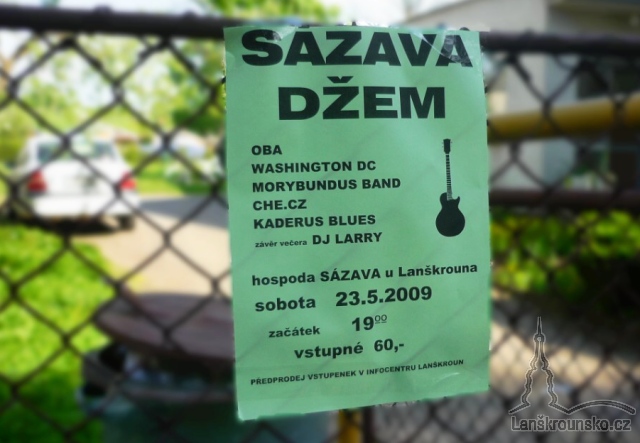 SÁZAVA
DŽEM
OBA
WASHINGTON DC
MORYBUNDUS BAND
CHE.CZ
KADERUS BLUES
závěr večera DJ LARRY
hospoda SÁZAVA u Lanškrouna
sobota 23.5.2009
začátek 19⁰⁰
vstupné 60,-
PŘEDPRODEJ VSTUPENEK V INFOCENTRU LANŠKROUN
Lanškrounsko.cz